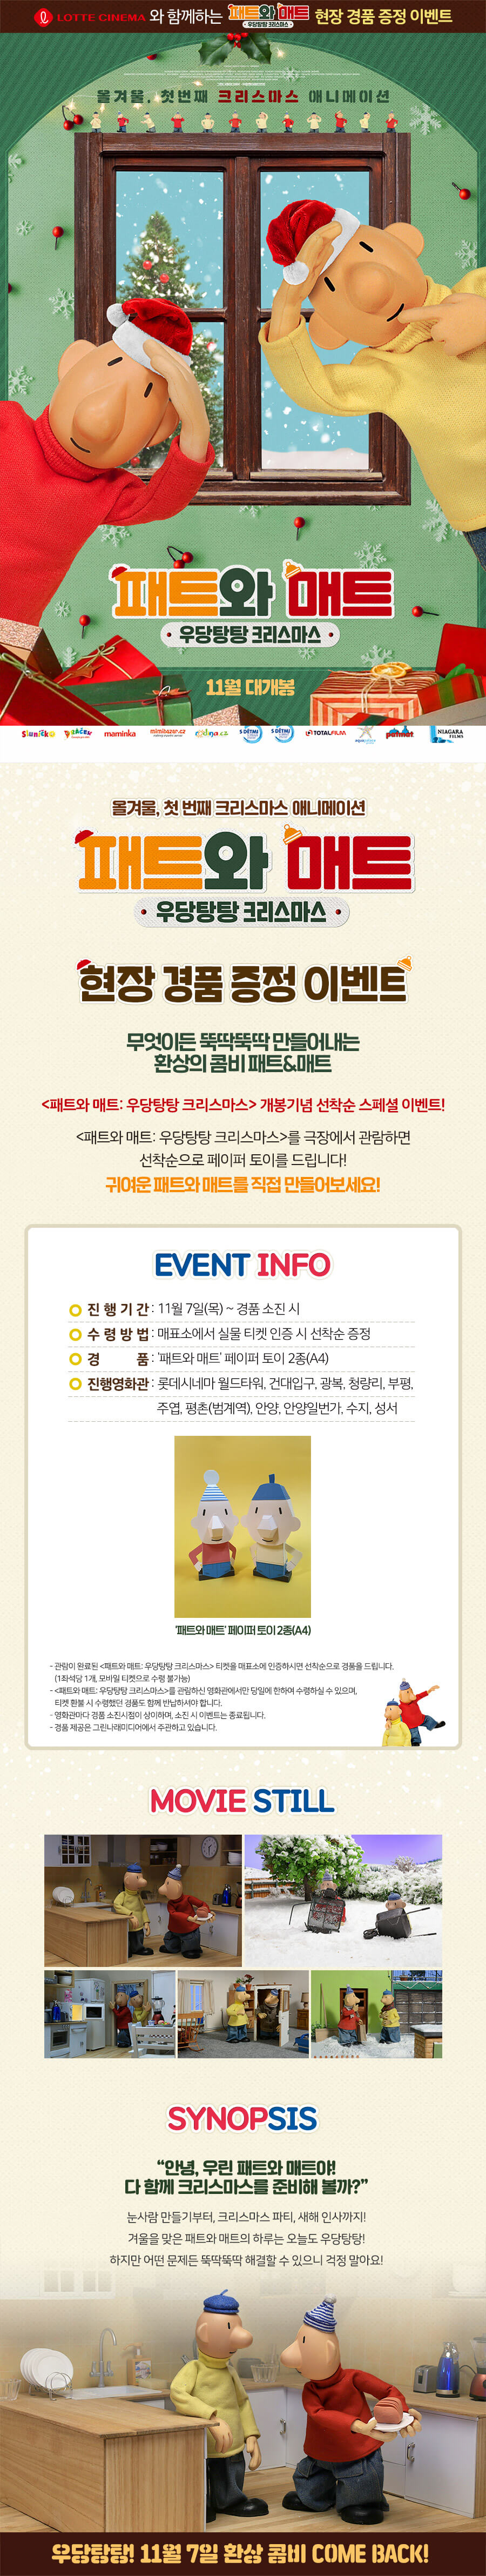 LOTTE CINEMA 와 함께하는 패트와 매트 우당탕탕 크리스마스 현장 경품 증정 이벤트
올겨울, 첫 번째 크리스마스 애니메이션
패트와 매트
우당탕탕 크리스마스
11월 대개봉
Sluníčko maminka mimibazar.cz TOTALFILM NIAGARA FILMS
올겨울, 첫 번째 크리스마스 애니메이션
패트와 매트
우당탕탕 크리스마스
현장 경품 증정 이벤트
무엇이든 뚝딱뚝딱 만들어내는
환상의 콤비 패트&매트
<패트와 매트: 우당탕탕 크리스마스> 개봉기념 선착순 스페셜 이벤트!
<패트와 매트: 우당탕탕 크리스마스>를 극장에서 관람하면
선착순으로 페이퍼 토이를 드립니다!
귀여운 패트와 매트를 직접 만들어보세요!
EVENT INFO
진 행 기 간 : 11월 7일(목) ~ 경품 소진 시
수 령 방 법 : 매표소에서 실물 티켓 인증 시 선착순 증정
경 품 : '패트와 매트' 페이퍼 토이 2종(A4)
진행영화관 : 롯데시네마 월드타워, 건대입구, 광복, 청량리, 부평,
주엽, 평촌(범계역), 안양, 안양일번가, 수지, 성서
'패트와 매트' 페이퍼 토이 2종(A4)
- 관람이 완료된 <패트와 매트: 우당탕탕 크리스마스> 티켓을 매표소에 인증하시면 선착순으로 경품을 드립니다.
(1좌석당 1개, 모바일 티켓으로 수령 불가능)
- <패트와 매트: 우당탕탕 크리스마스>를 관람하신 영화관에서만 당일에 한하여 수령하실 수 있으며,
티켓 환불 시 수령했던 경품도 함께 반납하셔야 합니다.
- 영화관마다 경품 소진시점이 상이하며, 소진 시 이벤트는 종료됩니다.
- 경품 제공은 그린나래미디어에서 주관하고 있습니다.
MOVIE STILL
SYNOPSIS
“안녕, 우린 패트와 매트야!
다 함께 크리스마스를 준비해 볼까?”
눈사람 만들기부터, 크리스마스 파티, 새해 인사까지!
겨울을 맞은 패트와 매트의 하루는 오늘도 우당탕탕!
하지만 어떤 문제든 뚝딱뚝딱 해결할 수 있으니 걱정 말아요!
우당탕탕! 11월 7일 환상 콤비 COME BACK!